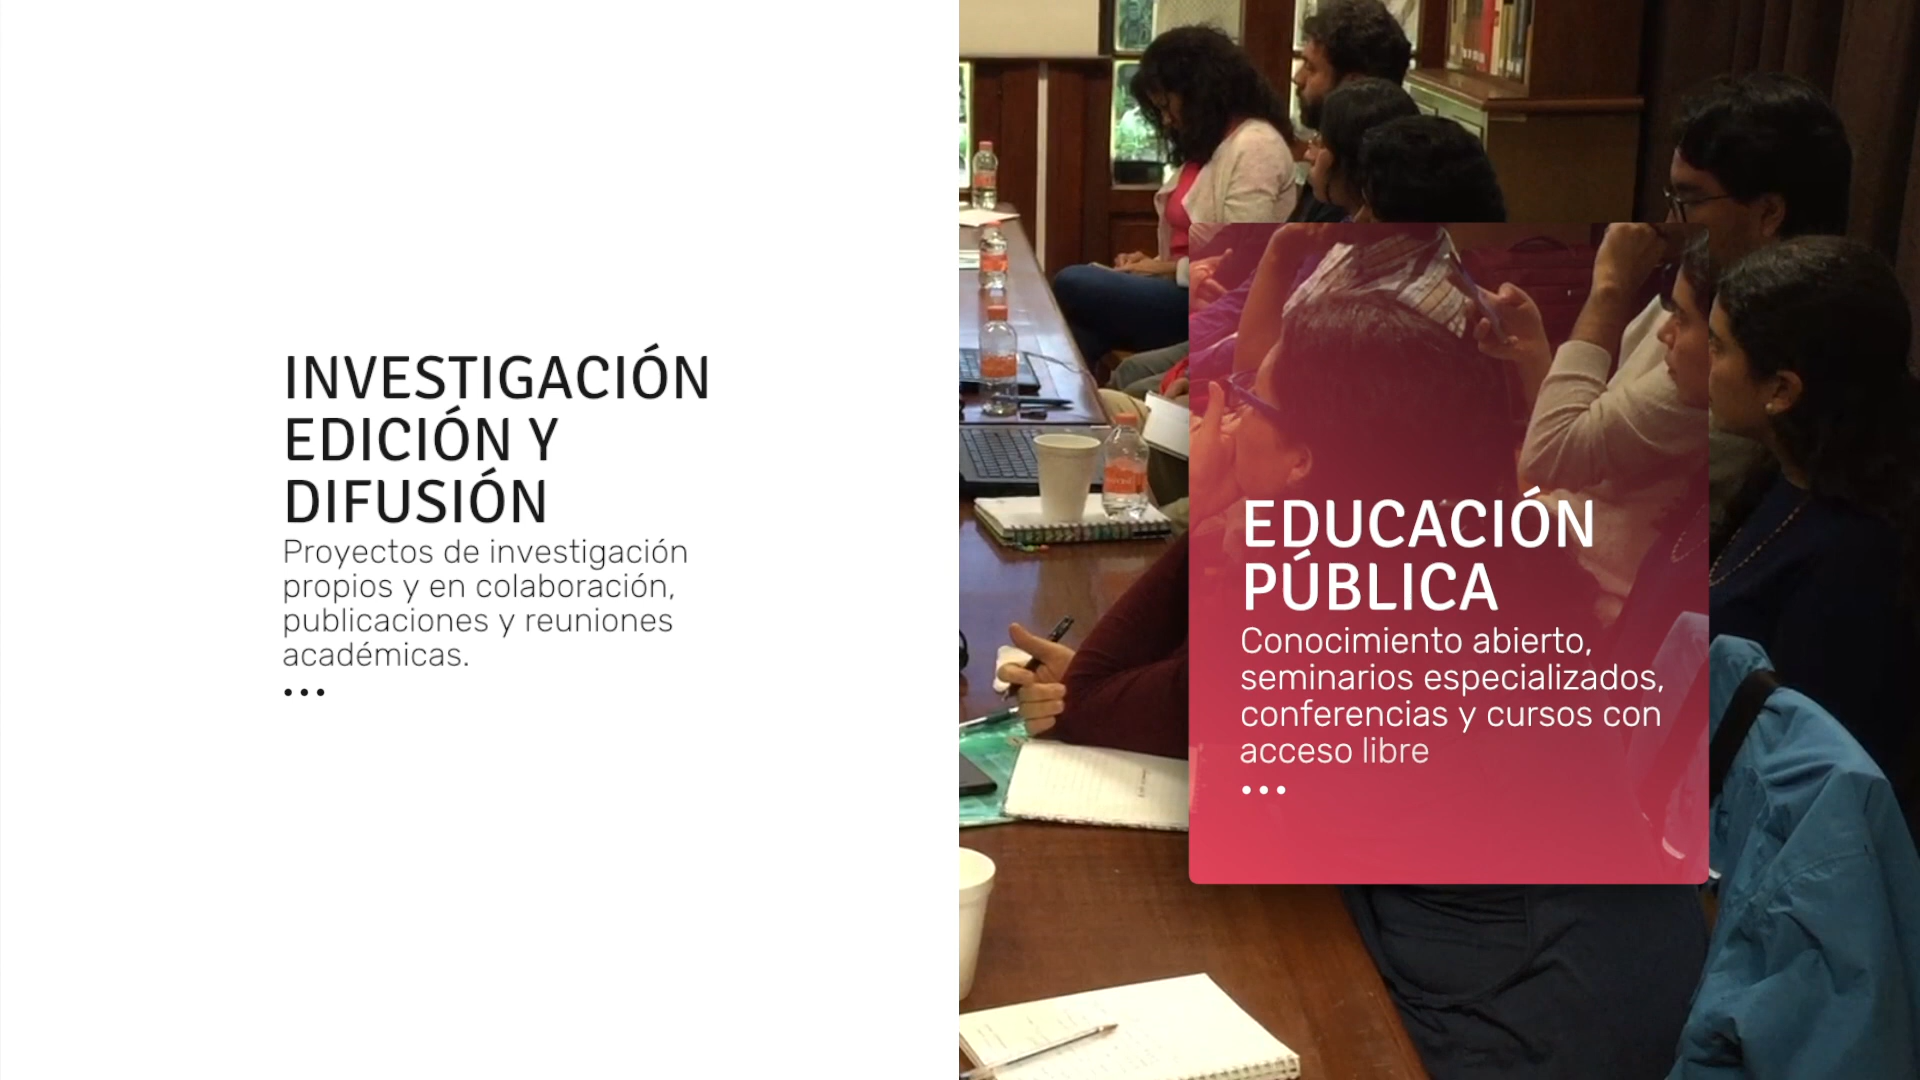 INVESTIGACIÓN
EDICIÓN Y
DIFUSIÓN
Proyectos de investigación
propios y en colaboración,
publicaciones y reuniones
académicas.
...
EDUCACIÓN
PÚBLICA
Conocimiento abierto,
seminarios especializados,
conferencias y cursos con
acceso libre
...